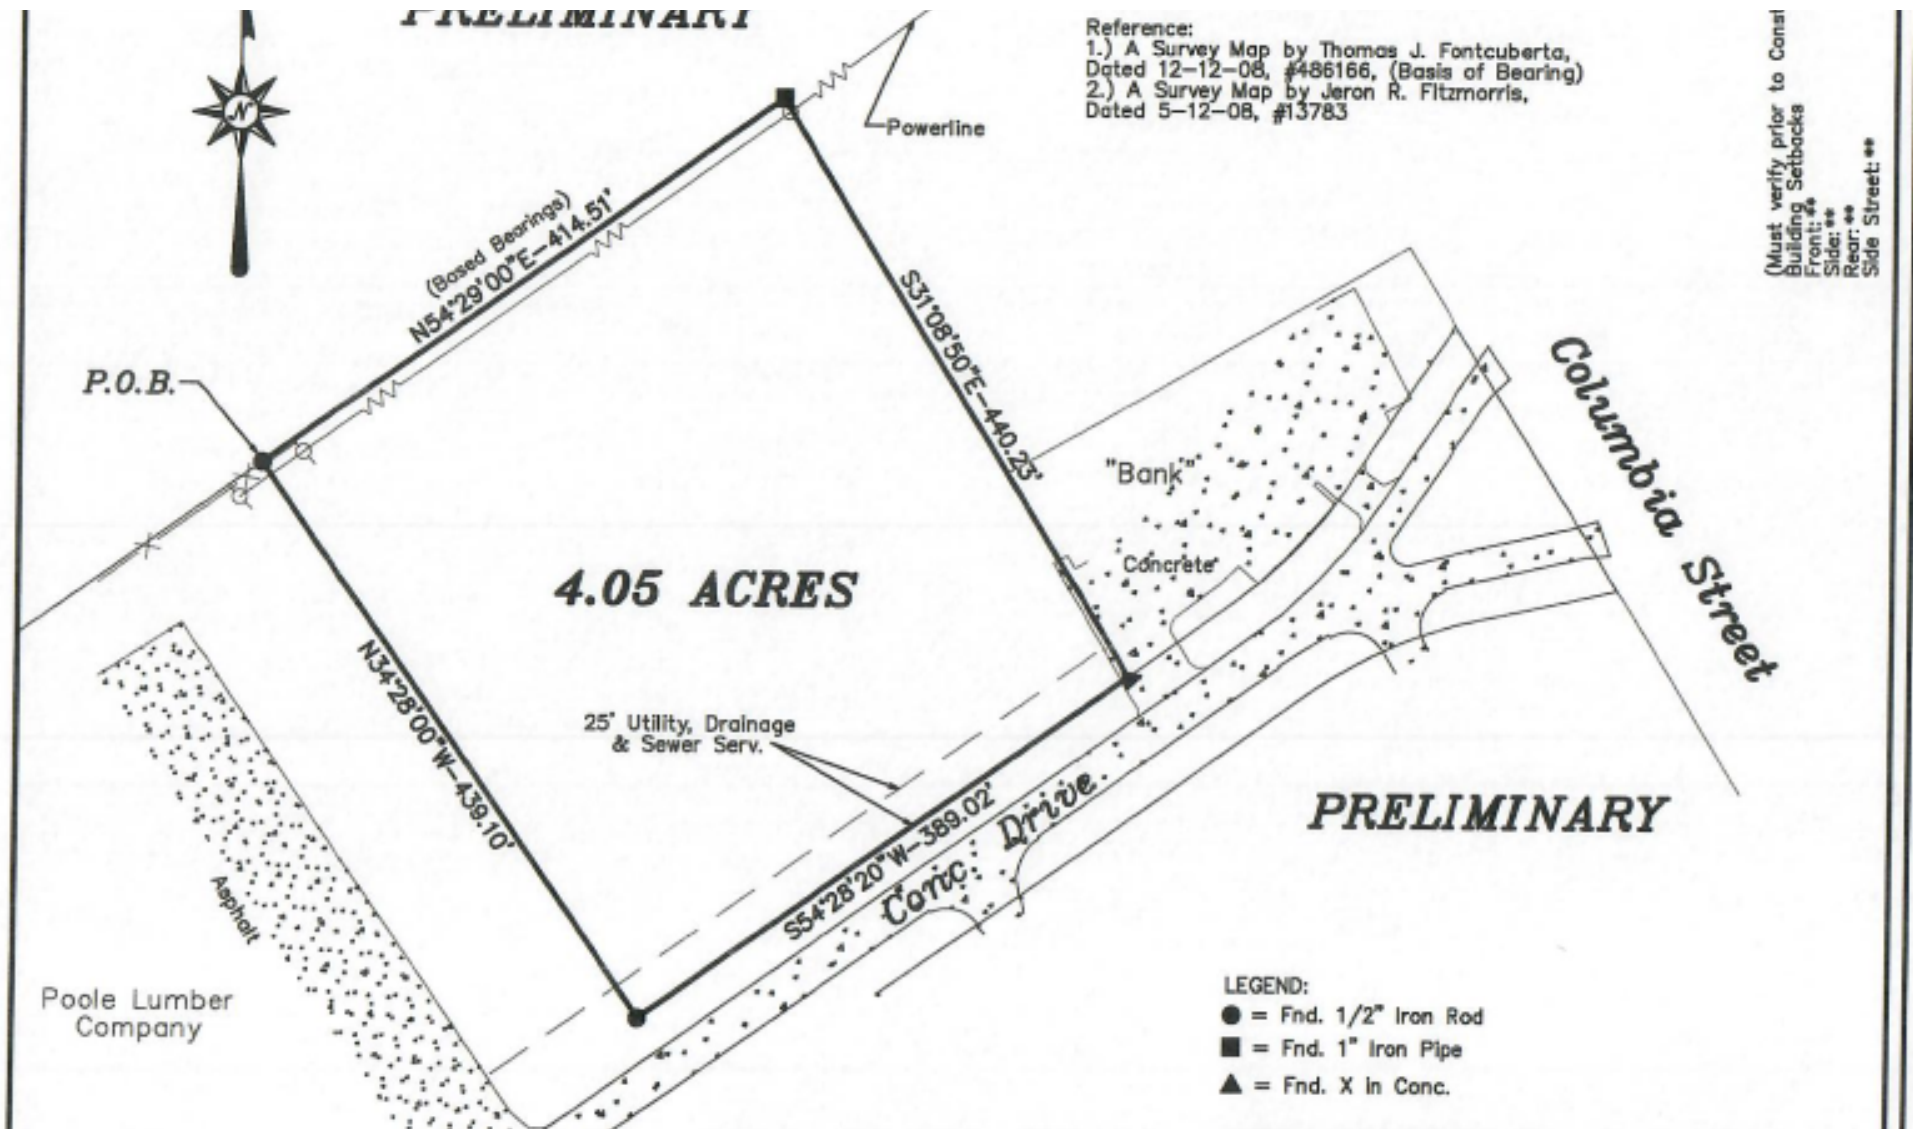 PRELIMINARY
Reference:
1.) A Survey Map by Thomas J. Fontcuberta,
Dated 12-12-08, #486166, (Basis of Bearing)
2.) A Survey Map by Jeron R. Fitzmorris,
Dated 5-12-08, #13783
(Must verify prior to Const
Building Setbacks
Front:**
Side:**
Rear:**
Side Street:**
N
Powerline
(Based Bearings)
N54°29'00"E-414.51'
P.O.B.
S31°08'50"E-440.23'
Columbia Street
"Bank"
Concrete
4.05 ACRES
N34°28'00"W-439.10'
25' Utility, Drainage
& Sewer Serv.
S54°28'20"W-389.02'
Conc Drive
PRELIMINARY
Asphalt
Poole Lumber
Company
LEGEND:
= Fnd. 1/2" Iron Rod
= Fnd. 1" Iron Pipe
= Fnd. X in Conc.